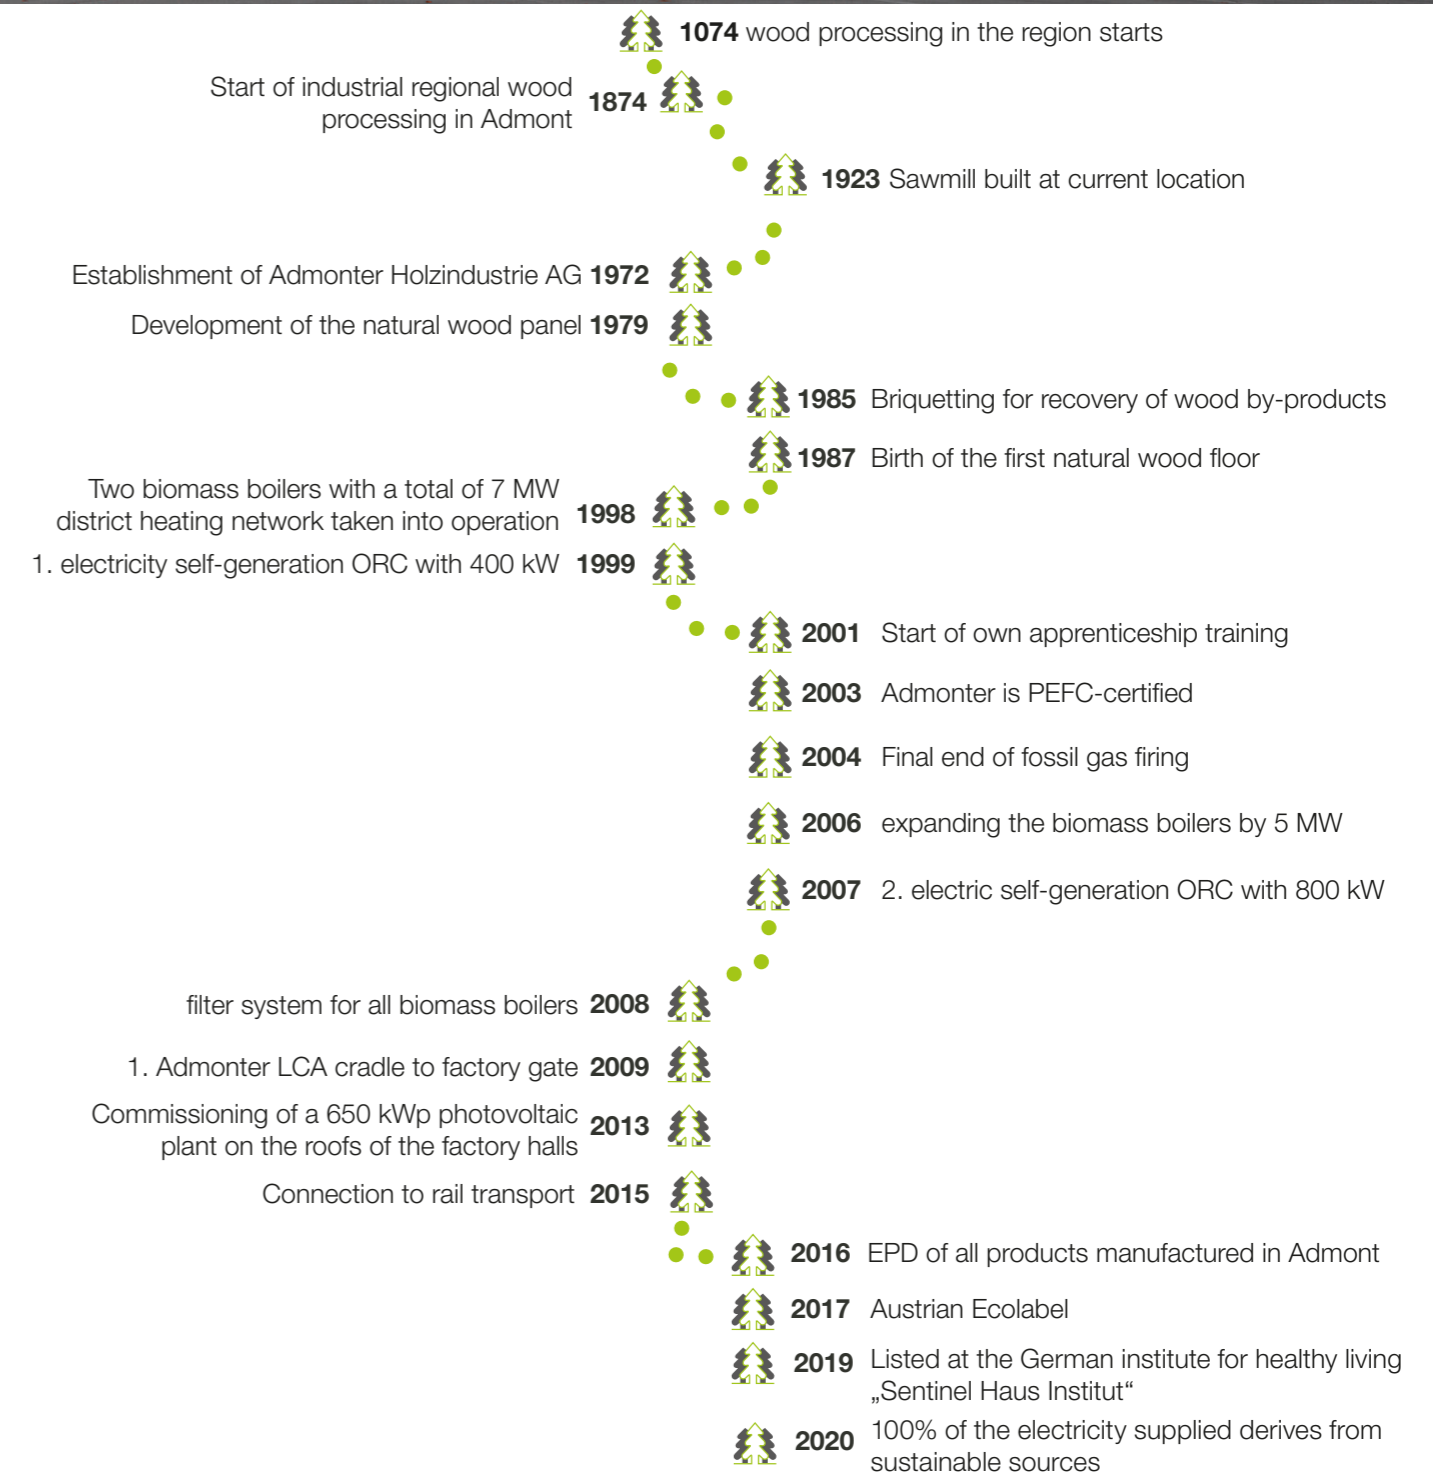 1074 wood processing in the region starts
Start of industrial regional wood
processing in Admont
1874
1923 Sawmill built at current location
Establishment of Admonter Holzindustrie AG 1972
Development of the natural wood panel 1979
1985 Briquetting for recovery of wood by-products
1987 Birth of the first natural wood floor
Two biomass boilers with a total of 7 MW
district heating network taken into operation
1998
1. electricity self-generation ORC with 400 kW 1999
2001 Start of own apprenticeship training
2003 Admonter is PEFC-certified
2004 Final end of fossil gas firing
2006 expanding the biomass boilers by 5 MW
2007 2. electric self-generation ORC with 800 kW
filter system for all biomass boilers 2008
1. Admonter LCA cradle to factory gate 2009
Commissioning of a 650 kWp photovoltaic
plant on the roofs of the factory halls
2013
Connection to rail transport 2015
2016 EPD of all products manufactured in Admont
2017 Austrian Ecolabel
2019 Listed at the German institute for healthy living
„Sentinel Haus Institut“
2020 100% of the electricity supplied derives from
sustainable sources